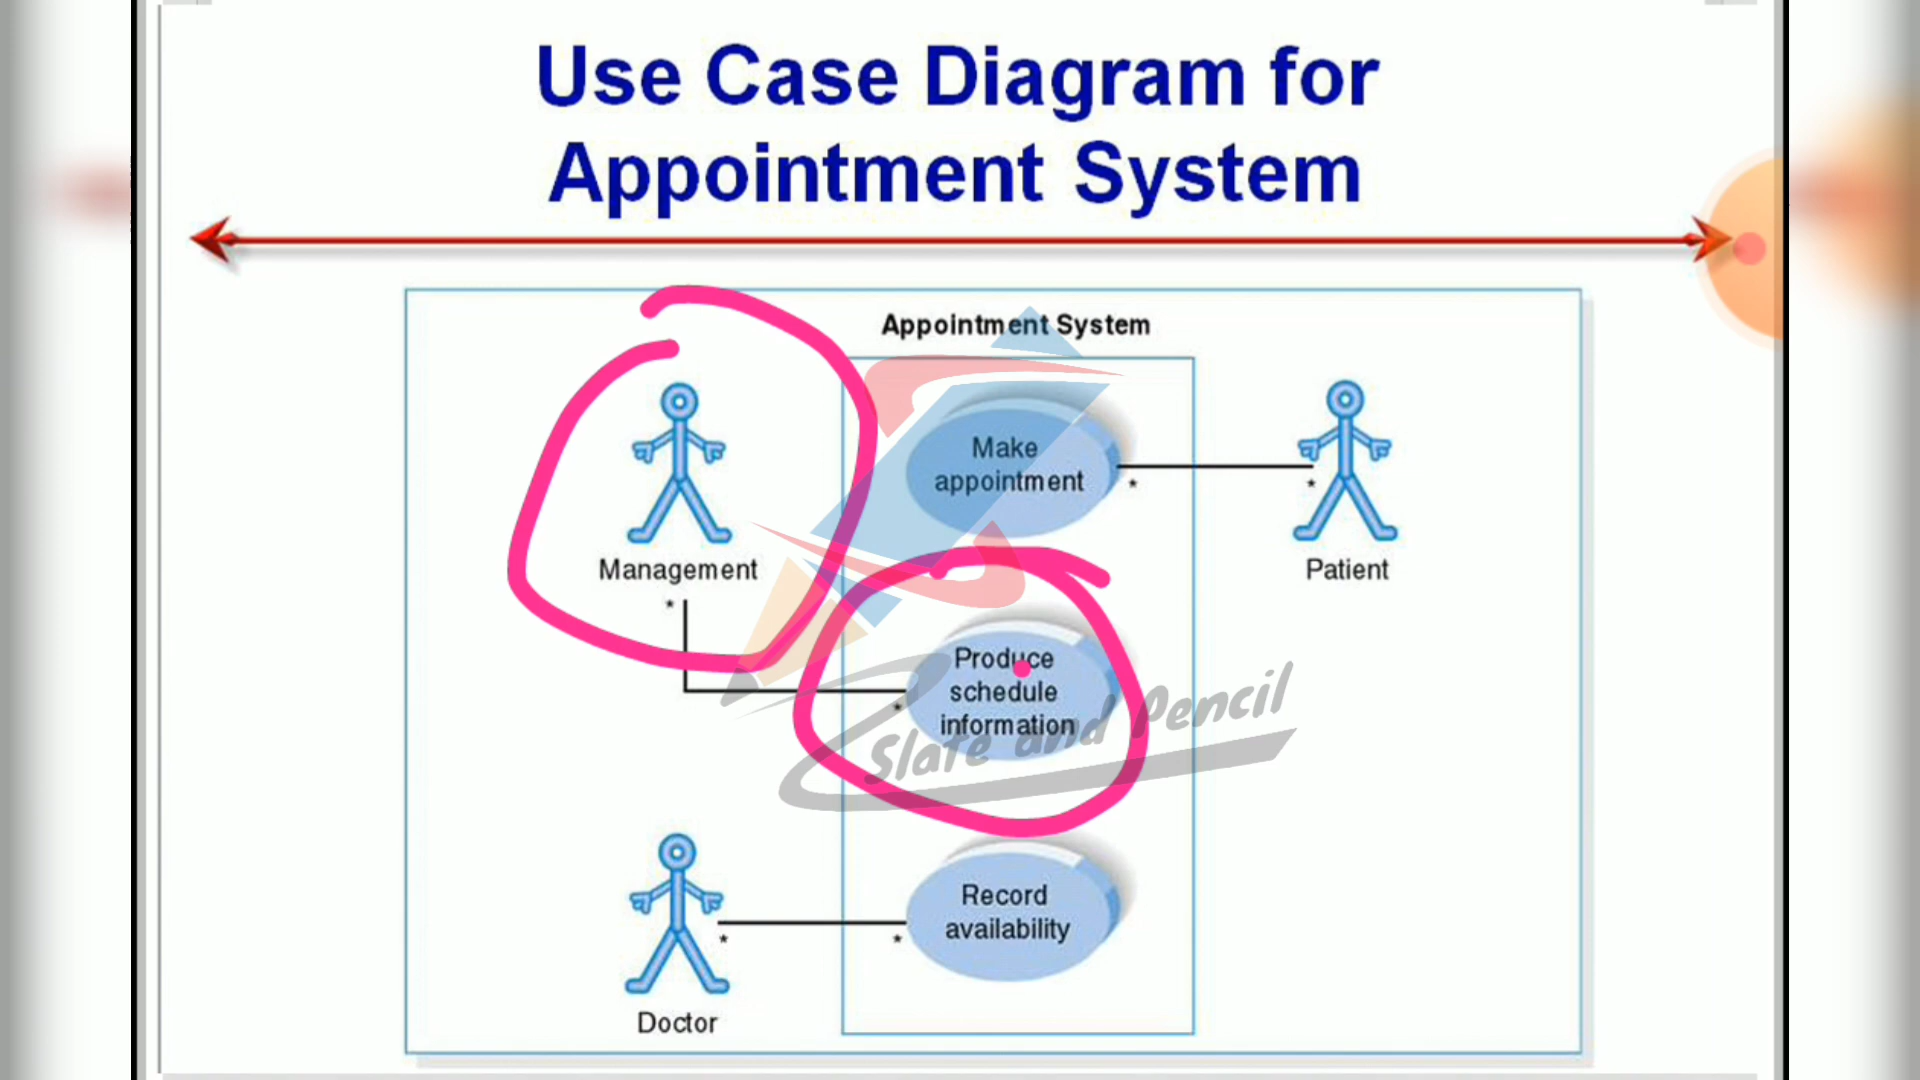 Use Case Diagram for
Appointment System
Appointment System
Make
appointment
*
*
Management
Patient
*
Produce
schedule
information
*
Slate and Pencil
Record
availability
*
*
Doctor